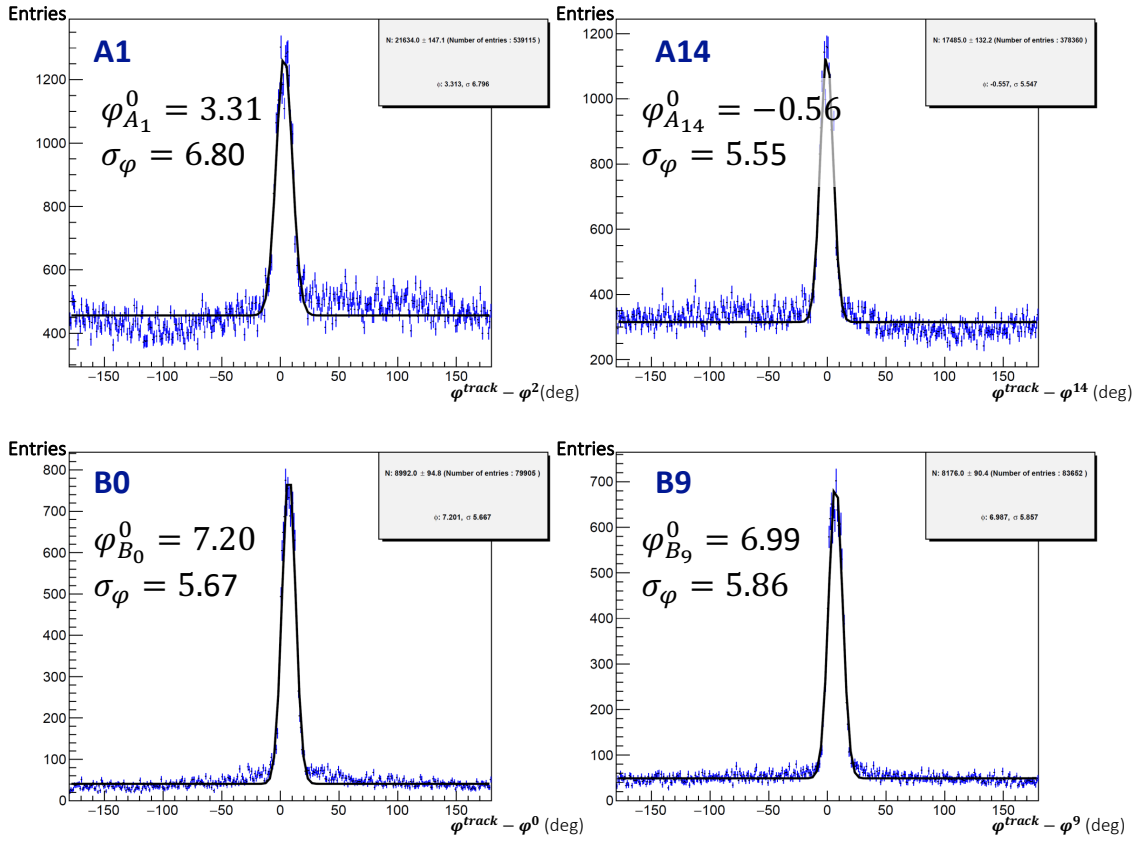 Entries
A1
φ⁰_A₁ = 3.31
σ_φ = 6.80
N: 21634.0 ± 147.1 (Number of entries : 539115 )
ϕ: 3.313, σ 6.796
1200
1000
800
600
400
−150 −100 −50 0 50 100 150
φ^track − φ² (deg)
Entries
A14
φ⁰_A₁₄ = −0.56
σ_φ = 5.55
N: 17485.0 ± 132.2 (Number of entries : 378360 )
ϕ: -0.557, σ 5.547
1200
1000
800
600
400
200
−150 −100 −50 0 50 100 150
φ^track − φ¹⁴ (deg)
Entries
B0
φ⁰_B₀ = 7.20
σ_φ = 5.67
N: 8992.0 ± 94.8 (Number of entries : 79905 )
ϕ: 7.201, σ 5.667
800
700
600
500
400
300
200
100
0
−150 −100 −50 0 50 100 150
φ^track − φ⁰ (deg)
Entries
B9
φ⁰_B₉ = 6.99
σ_φ = 5.86
N: 8176.0 ± 90.4 (Number of entries : 83652 )
ϕ: 6.987, σ 5.857
700
600
500
400
300
200
100
0
−150 −100 −50 0 50 100 150
φ^track − φ⁹ (deg)